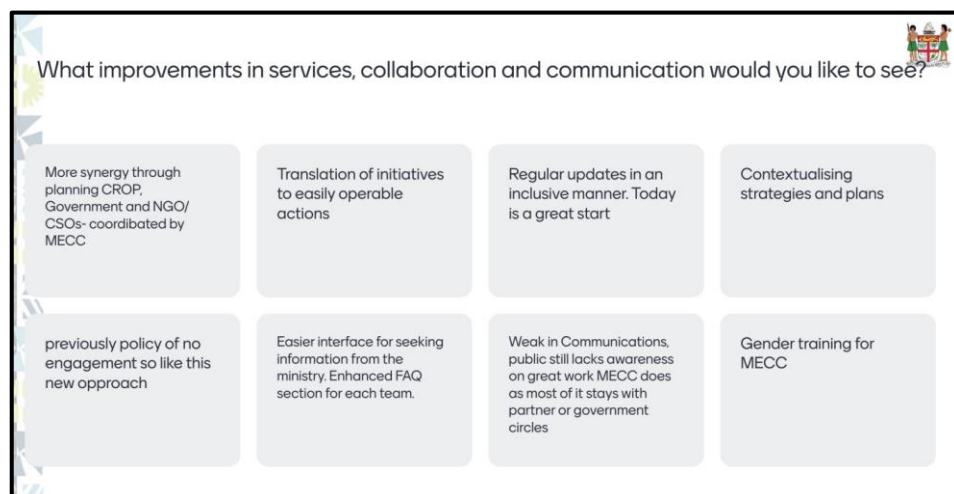 What improvements in services, collaboration and communication would you like to see?
More synergy through
planning CROP,
Government and NGO/
CSOs- coordibated by
MECC
Translation of initiatives
to easily operable
actions
Regular updates in an
inclusive manner. Today
is a great start
Contextualising
strategies and plans
previously policy of no
engagement so like this
new opproach
Easier interface for seeking
information from the
ministry. Enhanced FAQ
section for each team.
Weak in Communications,
public still lacks awareness
on great work MECC does
as most of it stays with
partner or government
circles
Gender training for
MECC